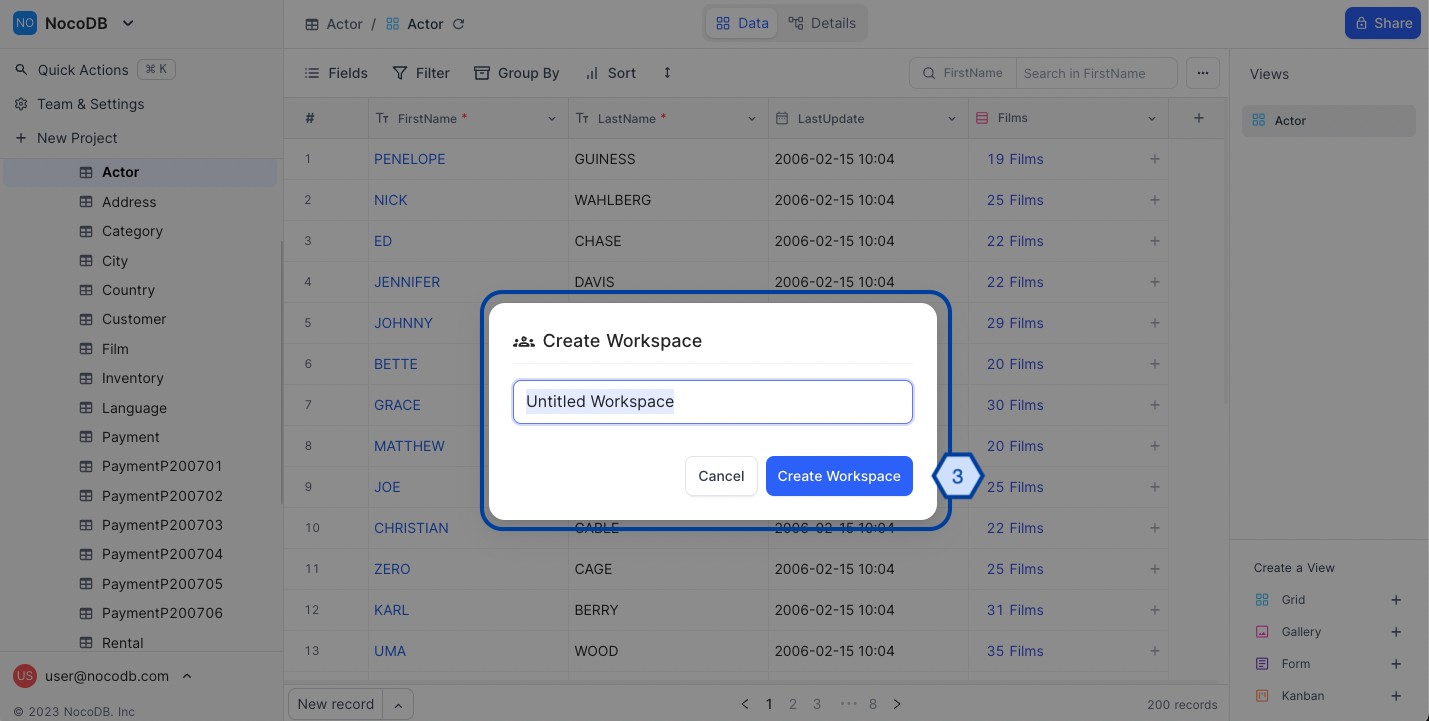 NO NocoDB
Quick Actions ⌘ K
Team & Settings
New Project
Actor
Address
Category
City
Country
Customer
Film
Inventory
Language
Payment
PaymentP200701
PaymentP200702
PaymentP200703
PaymentP200704
PaymentP200705
PaymentP200706
Rental
US user@nocodb.com
© 2023 NocoDB. Inc
Actor / Actor
Data Details
Share
Fields Filter Group By Sort
FirstName Search in FirstName
# FirstName * LastName * LastUpdate Films
1 PENELOPE GUINESS 2006-02-15 10:04 19 Films
2 NICK WAHLBERG 2006-02-15 10:04 25 Films
3 ED CHASE 2006-02-15 10:04 22 Films
4 JENNIFER DAVIS 2006-02-15 10:04 22 Films
5 JOHNNY 29 Films
6 BETTE 20 Films
7 GRACE 30 Films
8 MATTHEW 20 Films
9 JOE 25 Films
10 CHRISTIAN CABLE 2006-02-15 10:04 22 Films
11 ZERO CAGE 2006-02-15 10:04 25 Films
12 KARL BERRY 2006-02-15 10:04 31 Films
13 UMA WOOD 2006-02-15 10:04 35 Films
Create Workspace
Untitled Workspace
Cancel Create Workspace
3
New record
1 2 3 ... 8
200 records
Views
Actor
Create a View
Grid
Gallery
Form
Kanban